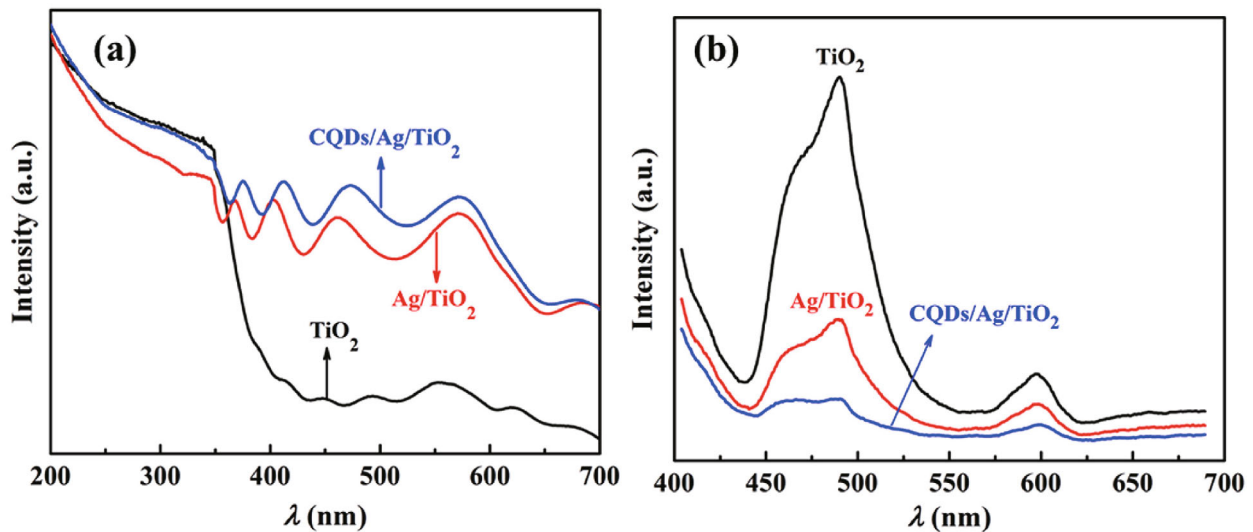 (a)
CQDs/Ag/TiO₂
Ag/TiO₂
TiO₂
Intensity (a.u.)
200 300 400 500 600 700
λ (nm)
(b)
TiO₂
Ag/TiO₂
CQDs/Ag/TiO₂
Intensity (a.u.)
400 450 500 550 600 650 700
λ (nm)